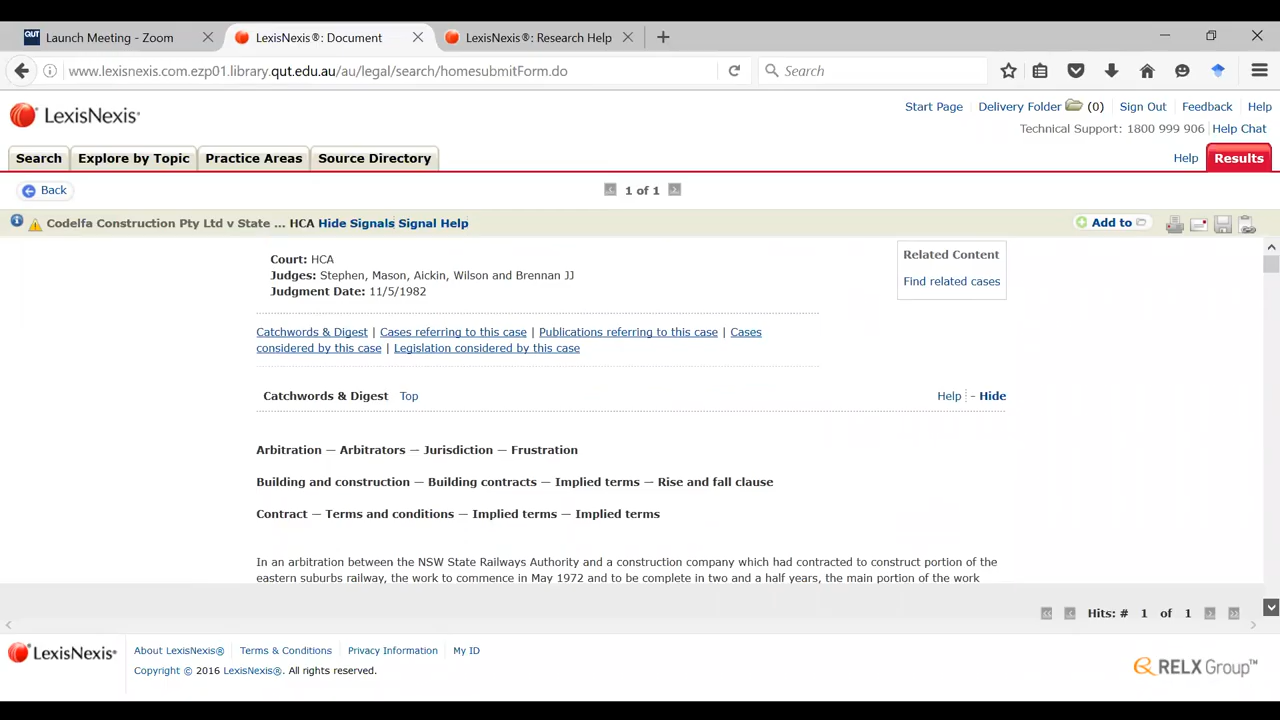 QUT Launch Meeting - Zoom
LexisNexis®: Document
LexisNexis®: Research Help
www.lexisnexis.com.ezp01.library.qut.edu.au/au/legal/search/homesubmitForm.do
Search
LexisNexis®
Start Page Delivery Folder (0) Sign Out Feedback Help
Technical Support: 1800 999 906 Help Chat
Search Explore by Topic Practice Areas Source Directory
Help Results
Back
1 of 1
Codelfa Construction Pty Ltd v State ... HCA Hide Signals Signal Help
Add to
Court: HCA
Judges: Stephen, Mason, Aickin, Wilson and Brennan JJ
Judgment Date: 11/5/1982
Related Content
Find related cases
Catchwords & Digest | Cases referring to this case | Publications referring to this case | Cases
considered by this case | Legislation considered by this case
Catchwords & Digest Top
Help - Hide
Arbitration — Arbitrators — Jurisdiction — Frustration
Building and construction — Building contracts — Implied terms — Rise and fall clause
Contract — Terms and conditions — Implied terms — Implied terms
In an arbitration between the NSW State Railways Authority and a construction company which had contracted to construct portion of the
eastern suburbs railway, the work to commence in May 1972 and to be complete in two and a half years, the main portion of the work
Hits: # 1 of 1
LexisNexis®
About LexisNexis® Terms & Conditions Privacy Information My ID
Copyright © 2016 LexisNexis®. All rights reserved.
RELX Group™